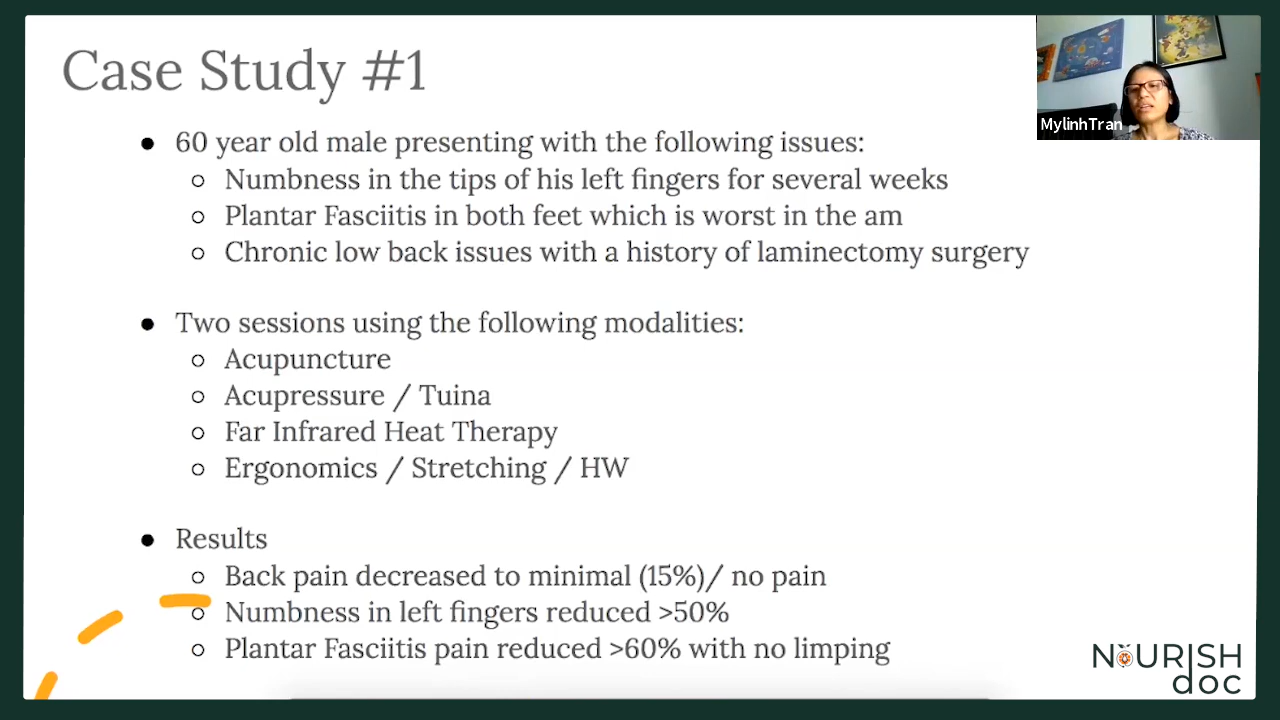 Case Study #1
MylinhTran
● 60 year old male presenting with the following issues:
○ Numbness in the tips of his left fingers for several weeks
○ Plantar Fasciitis in both feet which is worst in the am
○ Chronic low back issues with a history of laminectomy surgery
● Two sessions using the following modalities:
○ Acupuncture
○ Acupressure / Tuina
○ Far Infrared Heat Therapy
○ Ergonomics / Stretching / HW
● Results
○ Back pain decreased to minimal (15%)/ no pain
○ Numbness in left fingers reduced >50%
○ Plantar Fasciitis pain reduced >60% with no limping
NOURISH
doc